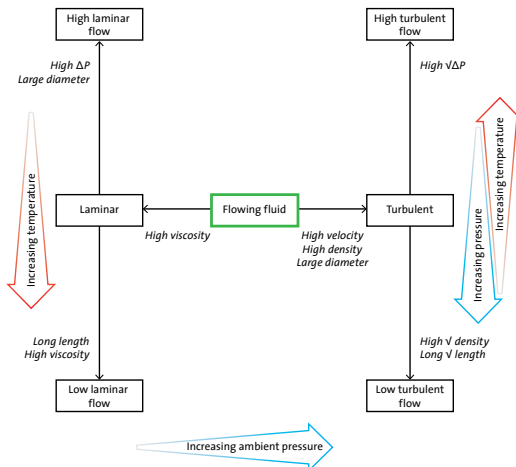 High laminar
flow
High turbulent
flow
High ΔP
Large diameter
High √ΔP
Increasing temperature
Increasing pressure
Increasing temperature
Laminar
Flowing fluid
Turbulent
High viscosity
High velocity
High density
Large diameter
Long length
High viscosity
High √ density
Long √ length
Low laminar
flow
Low turbulent
flow
Increasing ambient pressure